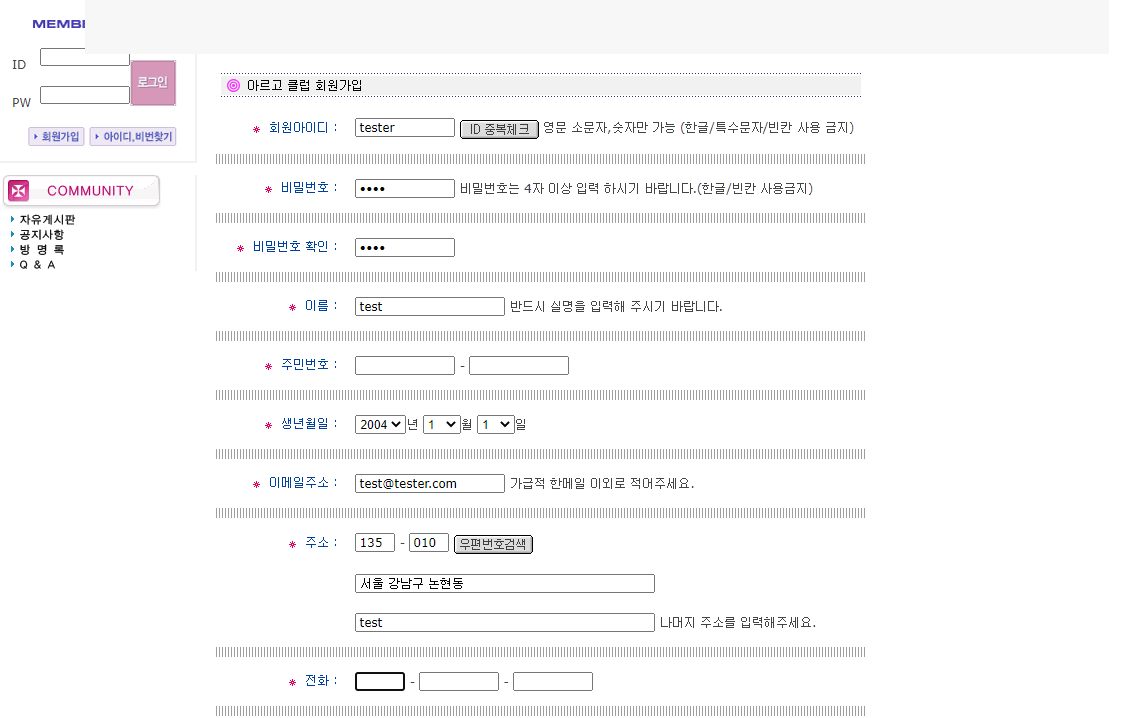 ID
PW
로그인
회원가입 아이디,비번찾기
COMMUNITY
자유게시판
공지사항
방 명 록
Q & A
아르고 클럽 회원가입
* 회원아이디 : tester ID 중복체크 영문 소문자,숫자만 가능 (한글/특수문자/빈칸 사용 금지)
* 비밀번호 : •••• 비밀번호는 4자 이상 입력 하시기 바랍니다.(한글/빈칸 사용금지)
* 비밀번호 확인 : ••••
* 이름 : test 반드시 실명을 입력해 주시기 바랍니다.
* 주민번호 : -
* 생년월일 : 2004 년 1 월 1 일
* 이메일주소 : test@tester.com 가급적 한메일 이외로 적어주세요.
* 주소 : 135 - 010 우편번호검색
서울 강남구 논현동
test 나머지 주소를 입력해주세요.
* 전화 : - -